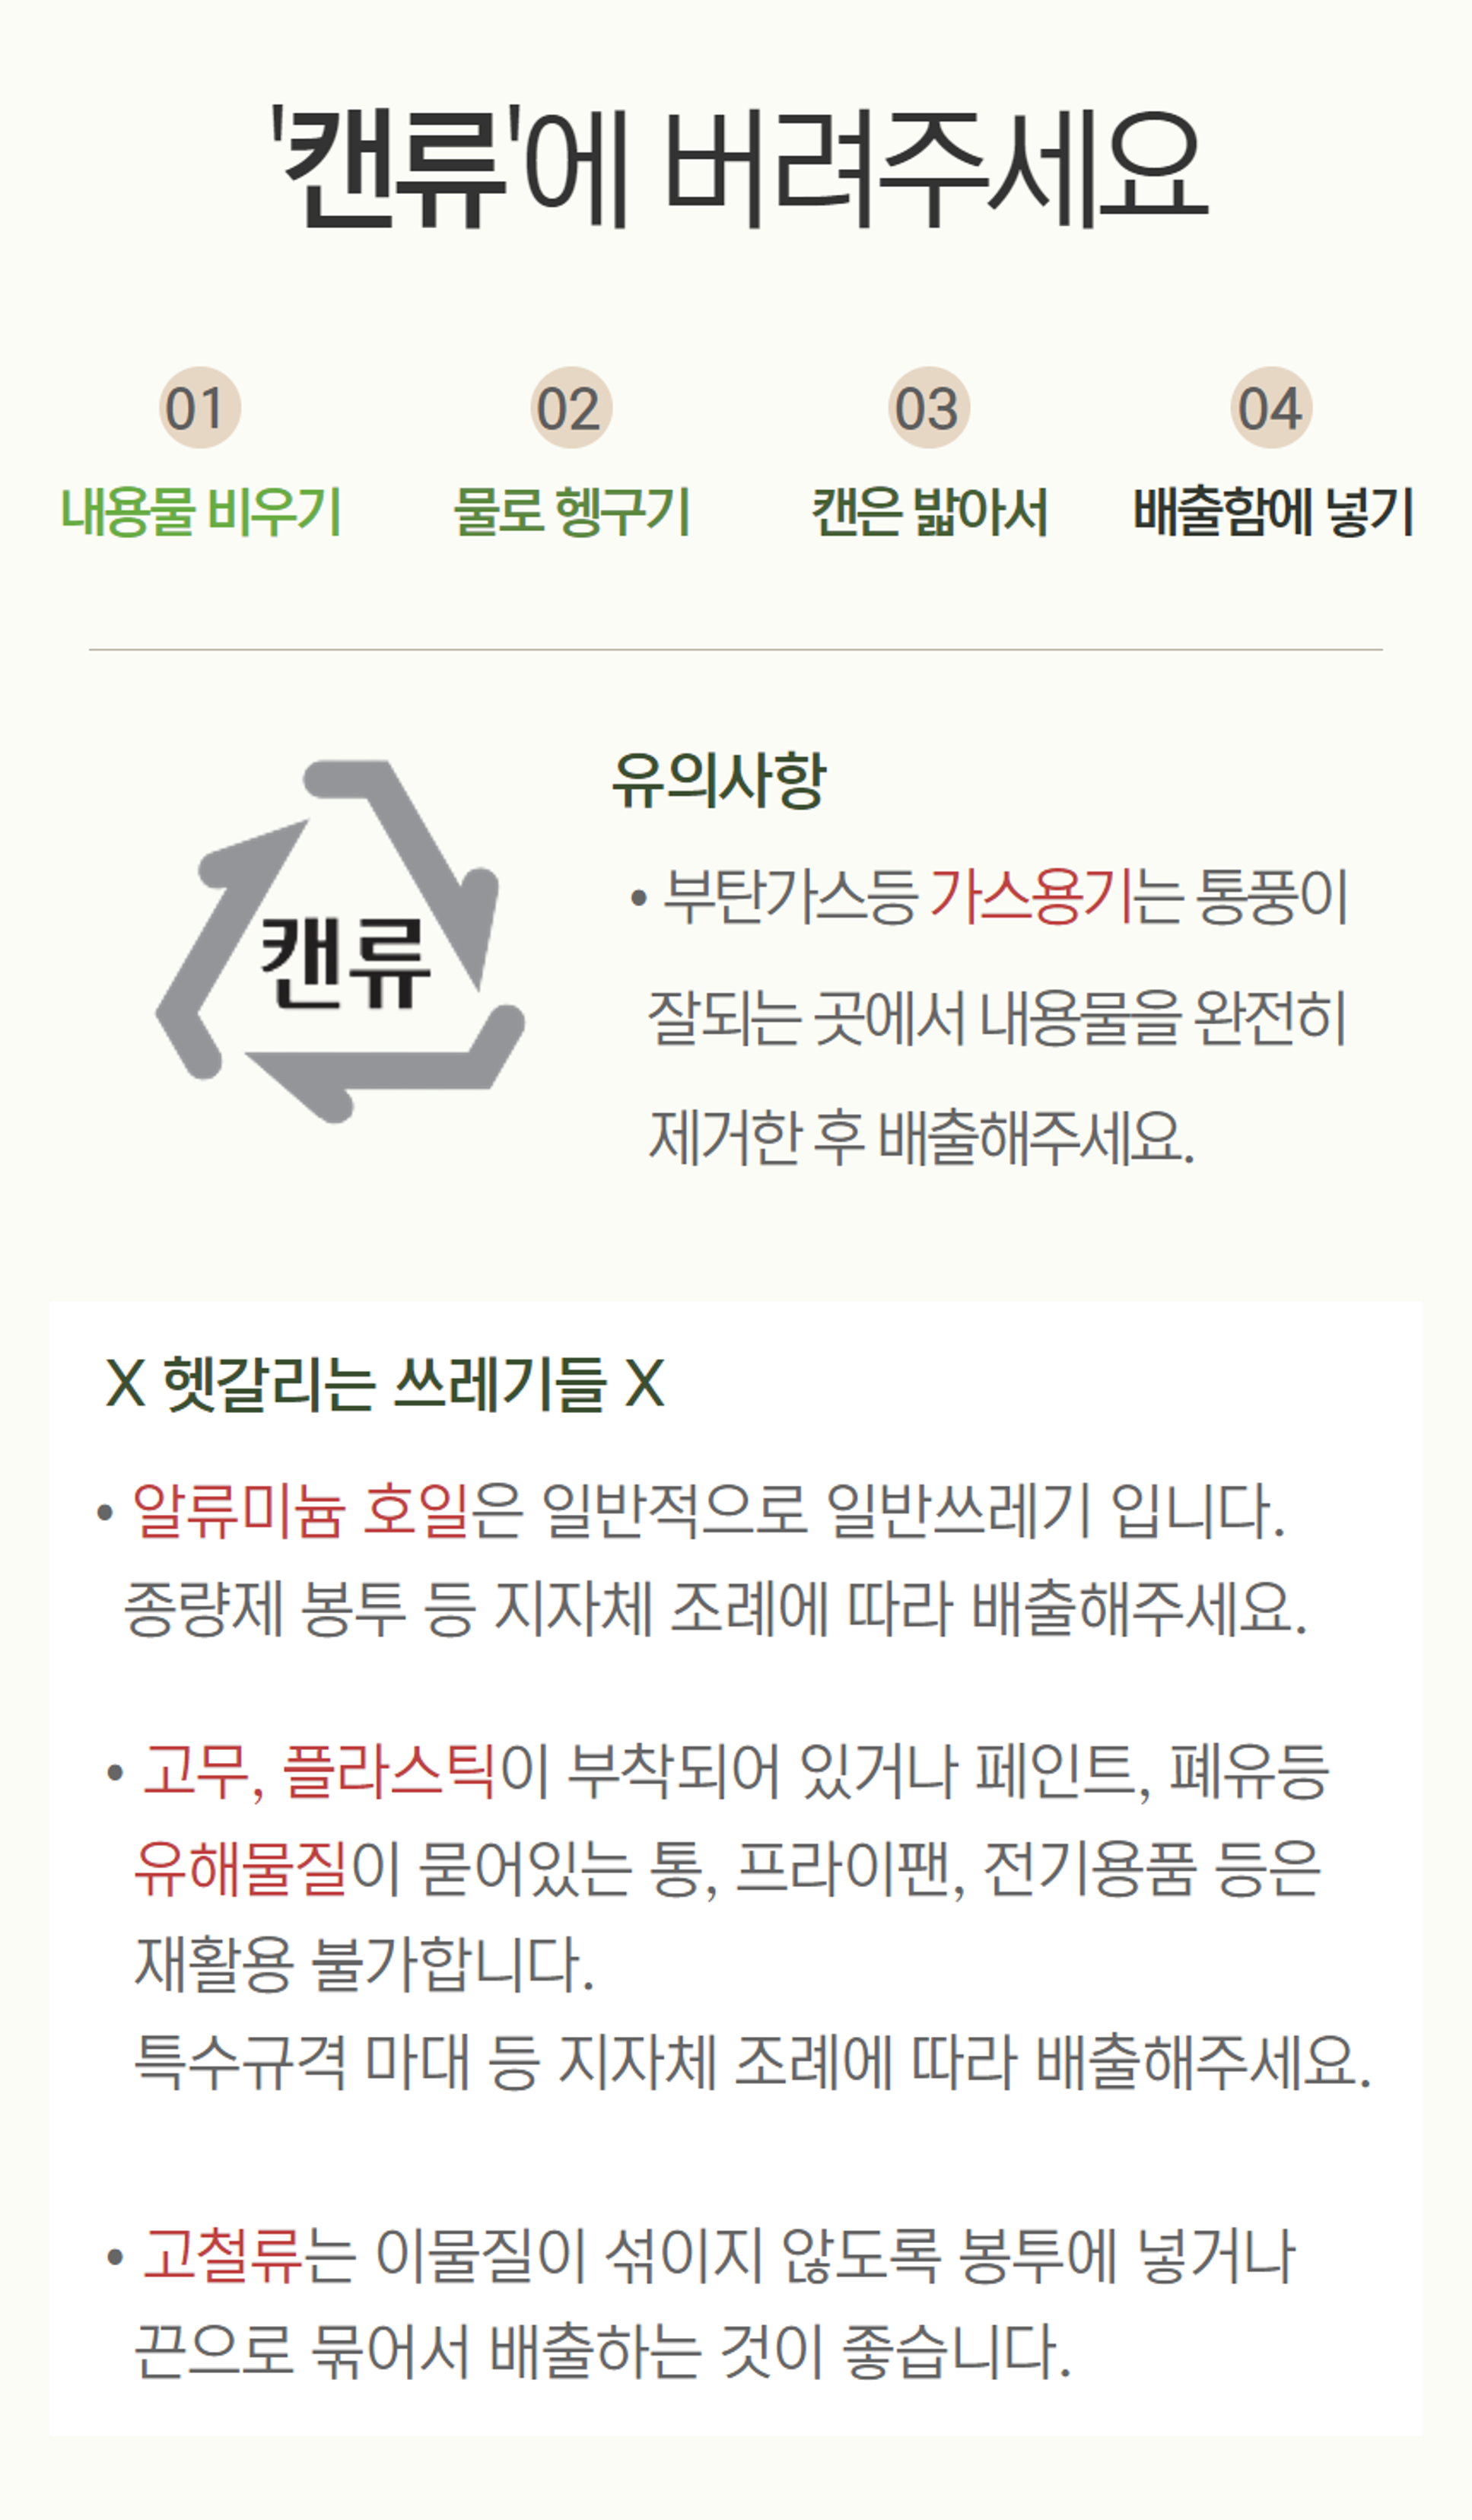 '캔류'에 버려주세요
01
02
03
04
내용물 비우기
물로 헹구기
캔은 밟아서
배출함에 넣기
캔류
유의사항
• 부탄가스등 가스용기는 통풍이
잘되는 곳에서 내용물을 완전히
제거한 후 배출해주세요.
X 헷갈리는 쓰레기들 X
• 알류미늄 호일은 일반적으로 일반쓰레기 입니다.
종량제 봉투 등 지자체 조례에 따라 배출해주세요.
• 고무, 플라스틱이 부착되어 있거나 페인트, 폐유등
유해물질이 묻어있는 통, 프라이팬, 전기용품 등은
재활용 불가합니다.
특수규격 마대 등 지자체 조례에 따라 배출해주세요.
• 고철류는 이물질이 섞이지 않도록 봉투에 넣거나
끈으로 묶어서 배출하는 것이 좋습니다.